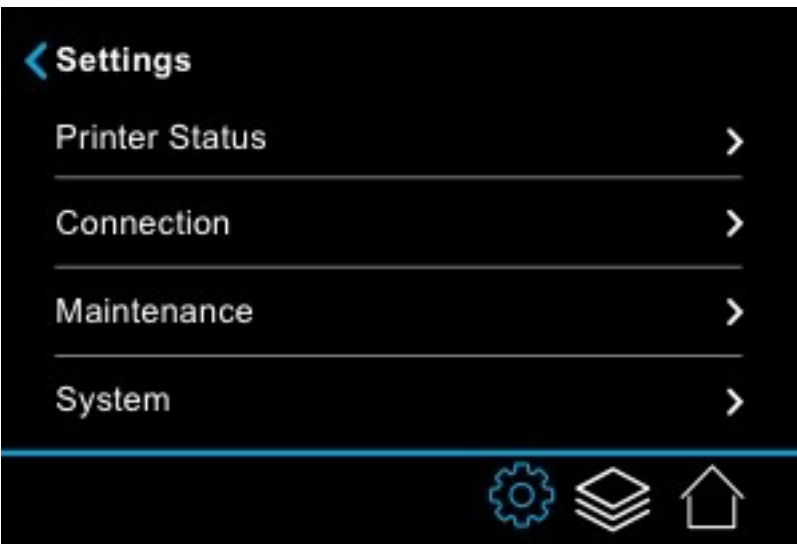 Settings
Printer Status
Connection
Maintenance
System